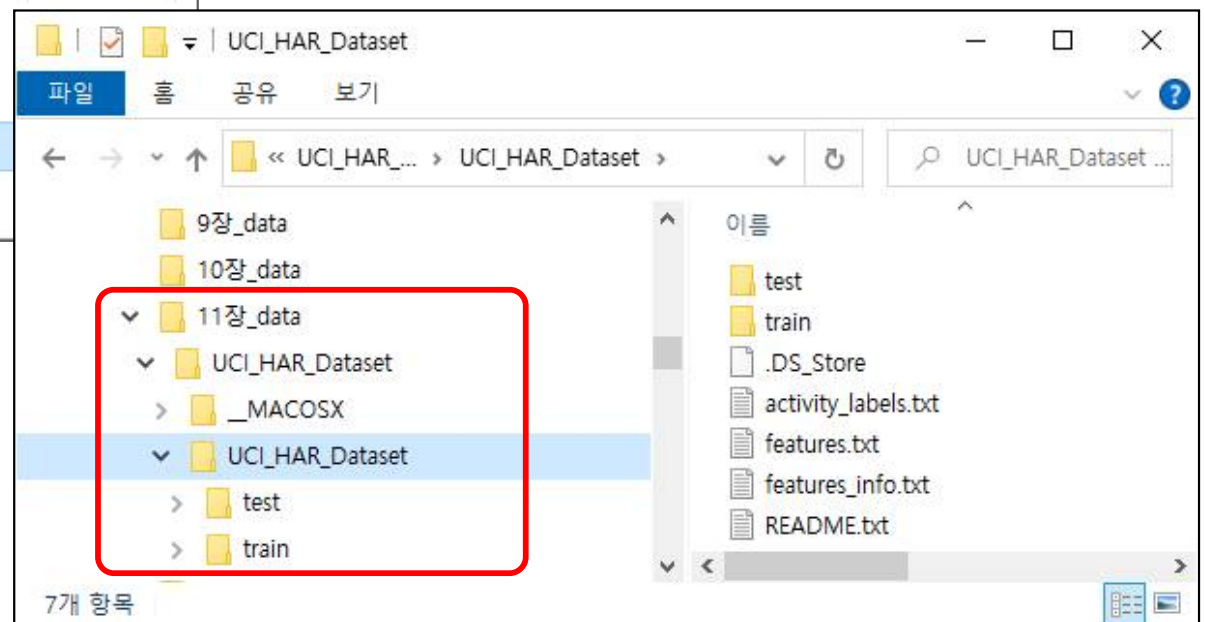 UCI_HAR_Dataset
파일 홈 공유 보기
« UCI_HAR_... › UCI_HAR_Dataset ›
UCI_HAR_Dataset ...
9장_data
10장_data
11장_data
UCI_HAR_Dataset
__MACOSX
UCI_HAR_Dataset
test
train
이름
test
train
.DS_Store
activity_labels.txt
features.txt
features_info.txt
README.txt
7개 항목